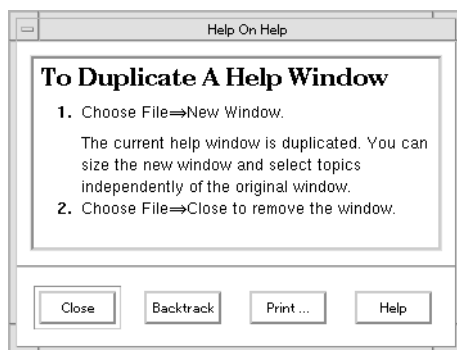 Help On Help
To Duplicate A Help Window
1. Choose File⇒New Window.
The current help window is duplicated. You can
size the new window and select topics
independently of the original window.
2. Choose File⇒Close to remove the window.
Close Backtrack Print ... Help